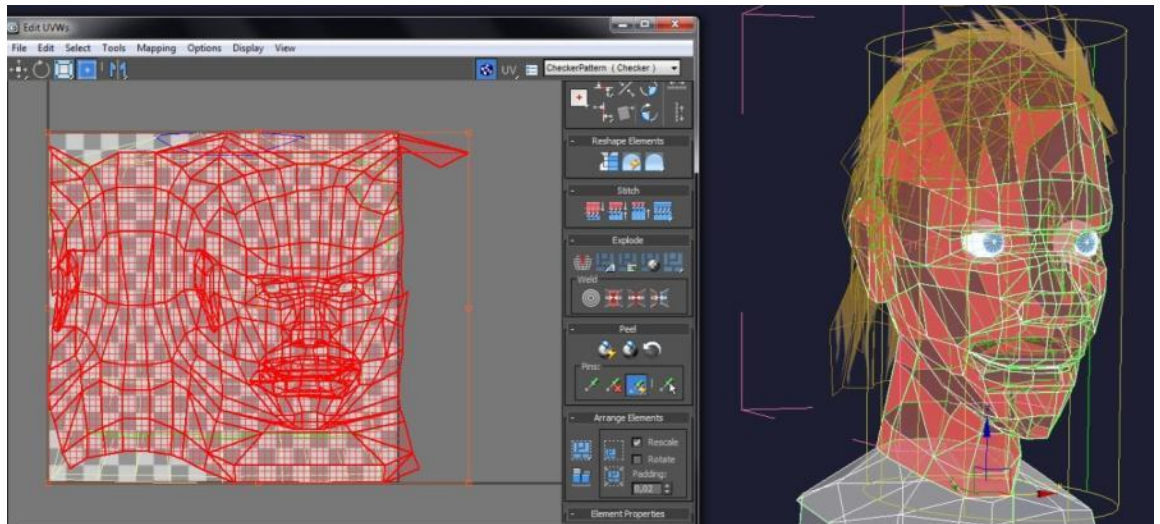 Edit UVWs
File Edit Select Tools Mapping Options Display View
UV
CheckerPattern ( Checker )
- Reshape Elements
- Stitch
- Explode
Weld
- Peel
Pins:
- Arrange Elements
Rescale
Rotate
Padding:
0,02
- Element Properties